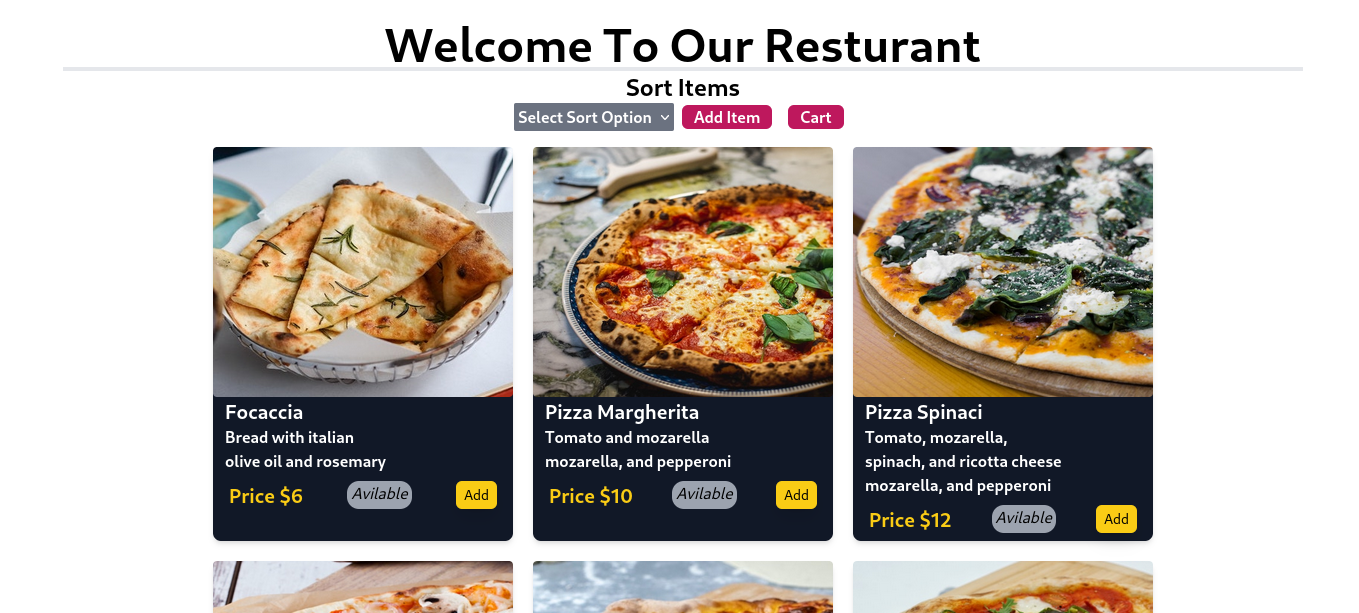 Welcome To Our Resturant
Sort Items
Select Sort Option Add Item Cart
Focaccia
Bread with italian
olive oil and rosemary
Price $6 Avilable Add
Pizza Margherita
Tomato and mozarella
mozarella, and pepperoni
Price $10 Avilable Add
Pizza Spinaci
Tomato, mozarella,
spinach, and ricotta cheese
mozarella, and pepperoni
Price $12 Avilable Add